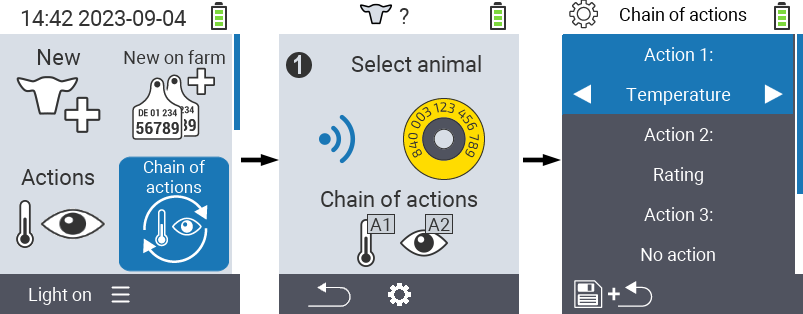 14:42 2023-09-04
New
New on farm
DE 01 234
234
56789
89
Actions
Chain of
actions
Light on
?
1
Select animal
840 003 123 456 789
Chain of actions
A1
A2
Chain of actions
Action 1:
Temperature
Action 2:
Rating
Action 3:
No action
+